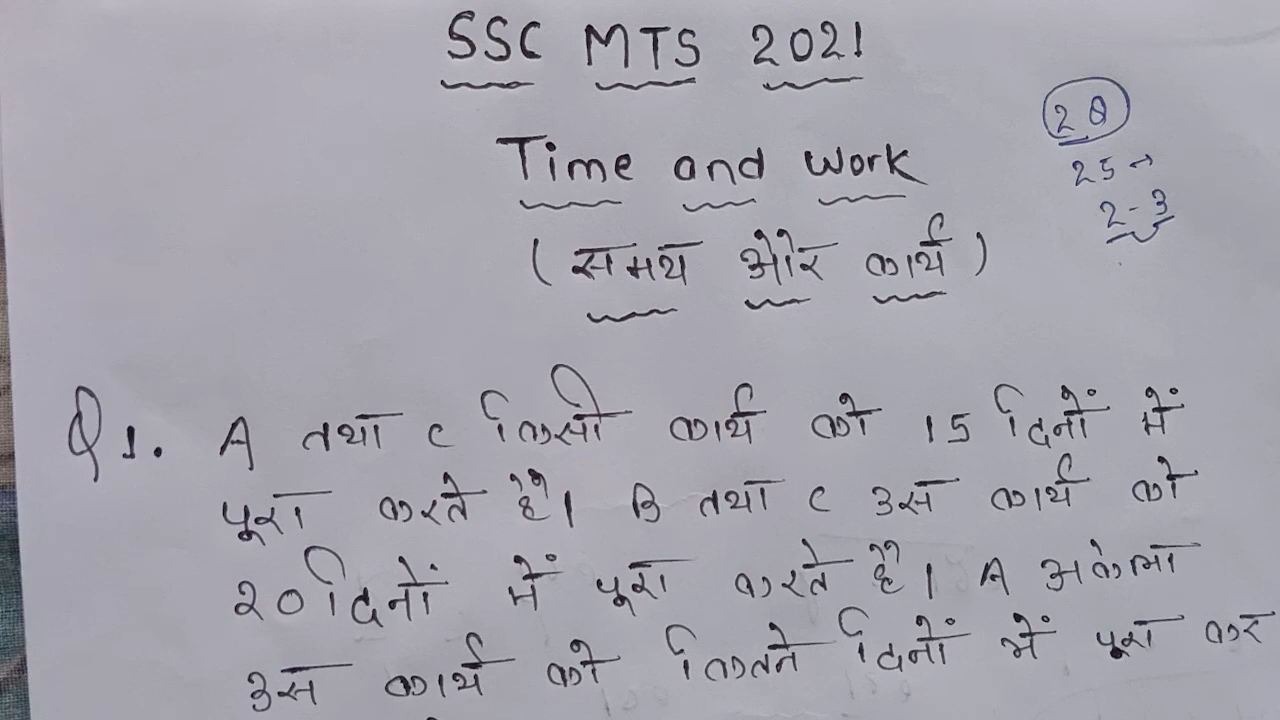 SSC MTS 2021
2Q
25→
2-3
Time and Work
(समय और कार्य)
Q1. A तथा C किसी कार्य को 15 दिनों में
पूरा करते है। B तथा C उस कार्य को
20 दिनों में पूरा करते है। A अकेला
उस कार्य को कितने दिनों में पूरा कर